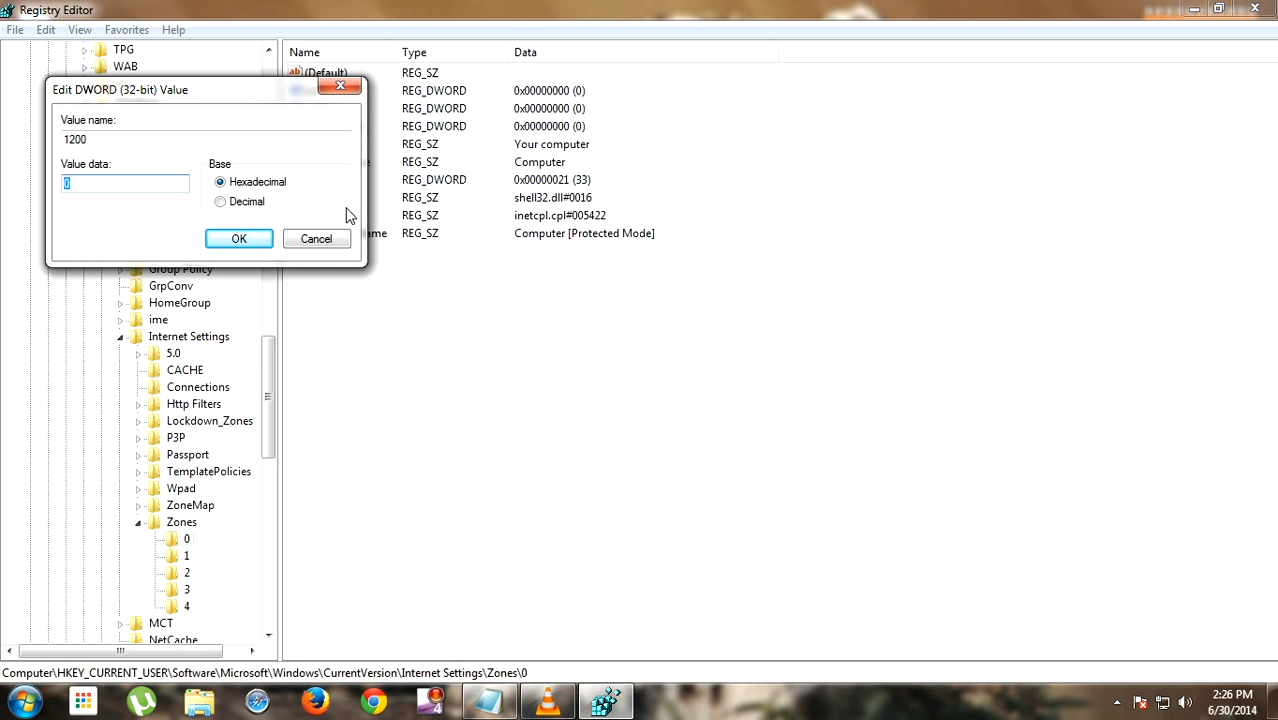 Registry Editor
File Edit View Favorites Help
TPG
WAB
Edit DWORD (32-bit) Value
Value name:
1200
Value data:
0
Base
Hexadecimal
Decimal
OK Cancel
Name Type Data
(Default) REG_SZ
REG_DWORD 0x00000000 (0)
REG_DWORD 0x00000000 (0)
REG_DWORD 0x00000000 (0)
REG_SZ Your computer
REG_SZ Computer
REG_DWORD 0x00000021 (33)
REG_SZ shell32.dll#0016
REG_SZ inetcpl.cpl#005422
ame REG_SZ Computer [Protected Mode]
Group Policy
GrpConv
HomeGroup
ime
Internet Settings
5.0
CACHE
Connections
Http Filters
Lockdown_Zones
P3P
Passport
TemplatePolicies
Wpad
ZoneMap
Zones
0
1
2
3
4
MCT
NetCache
Computer\HKEY_CURRENT_USER\Software\Microsoft\Windows\CurrentVersion\Internet Settings\Zones\0
2:26 PM
6/30/2014